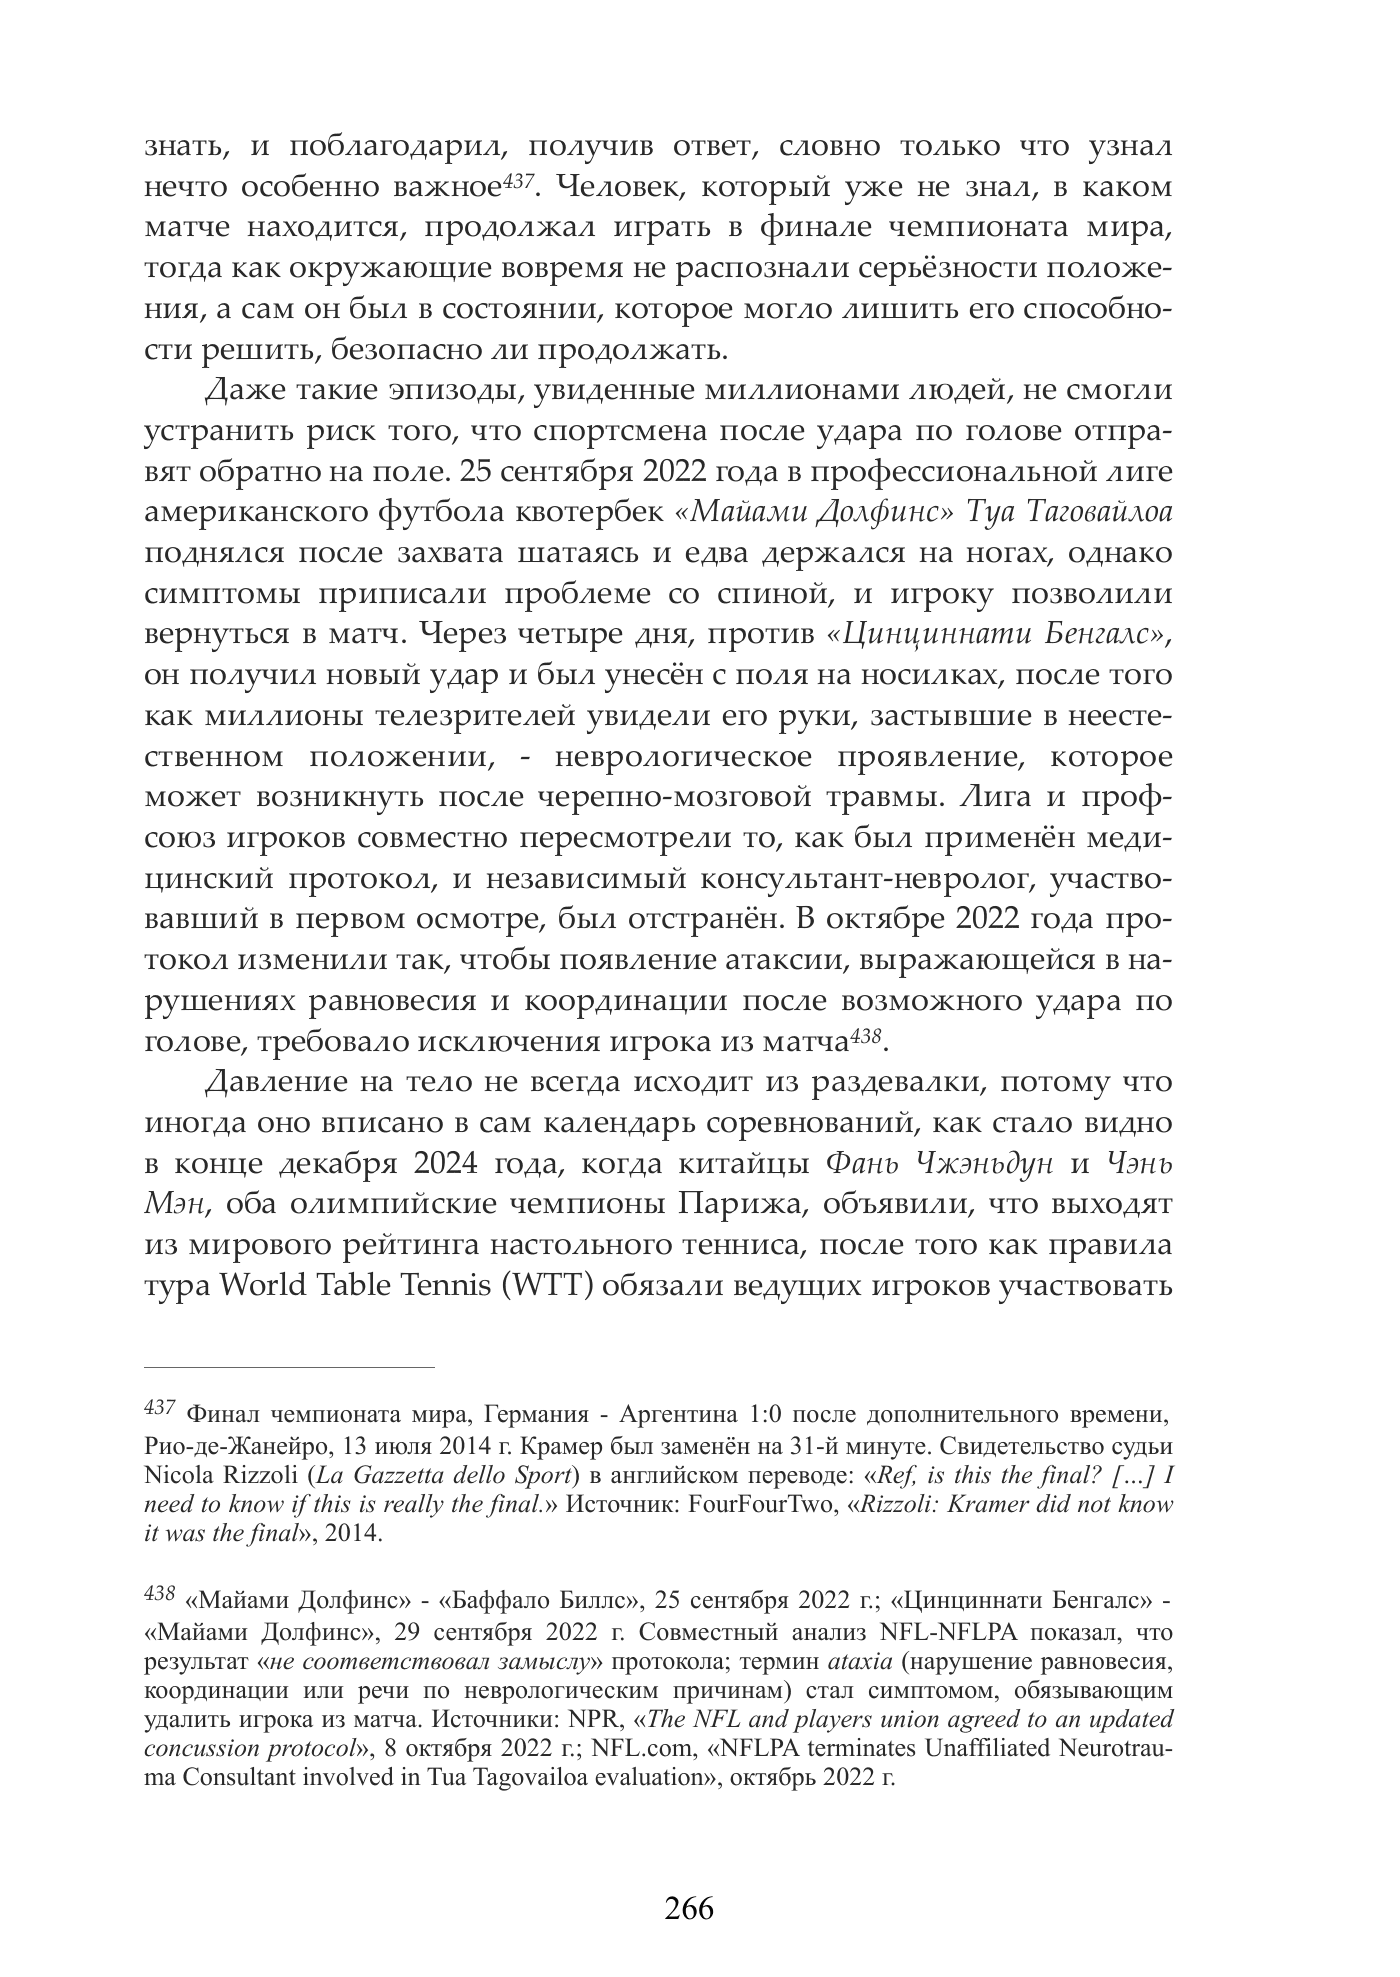 знать, и поблагодарил, получив ответ, словно только что узнал
нечто особенно важное437. Человек, который уже не знал, в каком
матче находится, продолжал играть в финале чемпионата мира,
тогда как окружающие вовремя не распознали серьёзности положе-
ния, а сам он был в состоянии, которое могло лишить его способно-
сти решить, безопасно ли продолжать.
Даже такие эпизоды, увиденные миллионами людей, не смогли
устранить риск того, что спортсмена после удара по голове отпра-
вят обратно на поле. 25 сентября 2022 года в профессиональной лиге
американского футбола квотербек «Майами Долфинс» Туа Таговайлоа
поднялся после захвата шатаясь и едва держался на ногах, однако
симптомы приписали проблеме со спиной, и игроку позволили
вернуться в матч. Через четыре дня, против «Цинциннати Бенгалс»,
он получил новый удар и был унесён с поля на носилках, после того
как миллионы телезрителей увидели его руки, застывшие в неесте-
ственном положении, - неврологическое проявление, которое
может возникнуть после черепно-мозговой травмы. Лига и проф-
союз игроков совместно пересмотрели то, как был применён меди-
цинский протокол, и независимый консультант-невролог, участво-
вавший в первом осмотре, был отстранён. В октябре 2022 года про-
токол изменили так, чтобы появление атаксии, выражающейся в на-
рушениях равновесия и координации после возможного удара по
голове, требовало исключения игрока из матча438.
Давление на тело не всегда исходит из раздевалки, потому что
иногда оно вписано в сам календарь соревнований, как стало видно
в конце декабря 2024 года, когда китайцы Фань Чжэньдун и Чэнь
Мэн, оба олимпийские чемпионы Парижа, объявили, что выходят
из мирового рейтинга настольного тенниса, после того как правила
тура World Table Tennis (WTT) обязали ведущих игроков участвовать
437 Финал чемпионата мира, Германия - Аргентина 1:0 после дополнительного времени,
Рио-де-Жанейро, 13 июля 2014 г. Крамер был заменён на 31-й минуте. Свидетельство судьи
Nicola Rizzoli (La Gazzetta dello Sport) в английском переводе: «Ref, is this the final? [...] I
need to know if this is really the final.» Источник: FourFourTwo, «Rizzoli: Kramer did not know
it was the final», 2014.
438 «Майами Долфинс» - «Баффало Биллс», 25 сентября 2022 г.; «Цинциннати Бенгалс» -
«Майами Долфинс», 29 сентября 2022 г. Совместный анализ NFL-NFLPA показал, что
результат «не соответствовал замыслу» протокола; термин ataxia (нарушение равновесия,
координации или речи по неврологическим причинам) стал симптомом, обязывающим
удалить игрока из матча. Источники: NPR, «The NFL and players union agreed to an updated
concussion protocol», 8 октября 2022 г.; NFL.com, «NFLPA terminates Unaffiliated Neurotrau-
ma Consultant involved in Tua Tagovailoa evaluation», октябрь 2022 г.
266